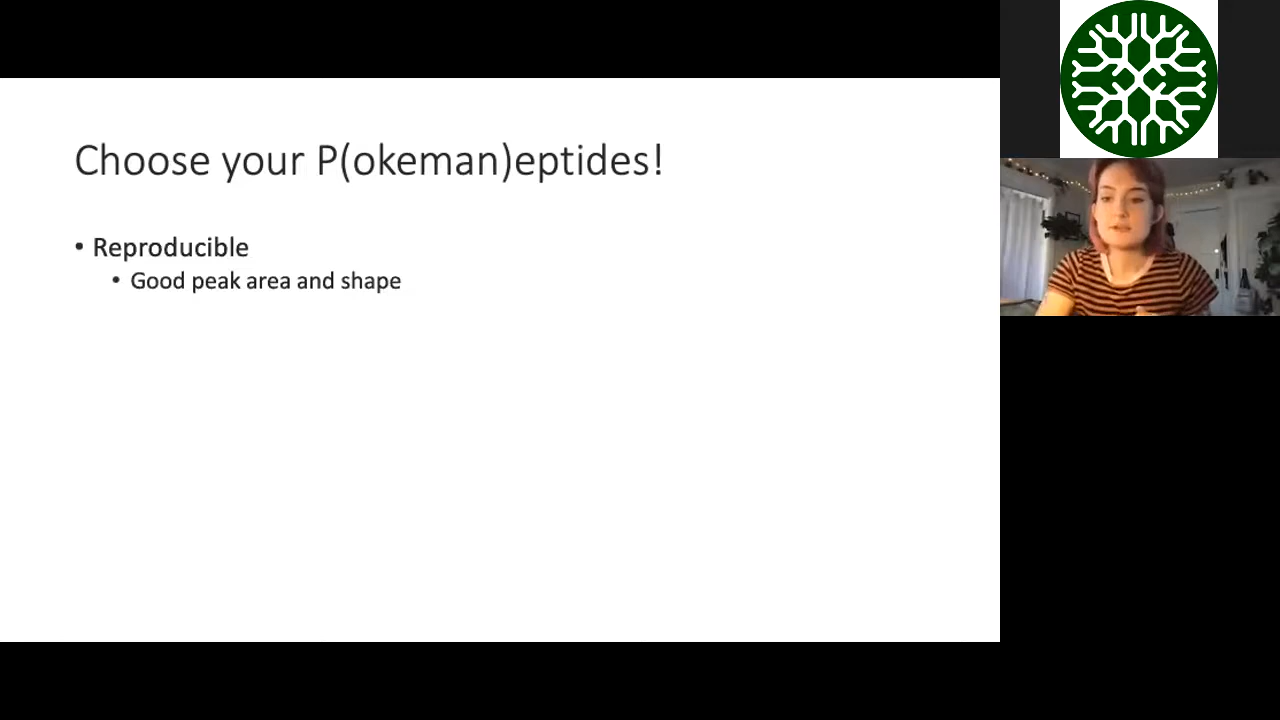 Choose your P(okeman)eptides!
• Reproducible
• Good peak area and shape